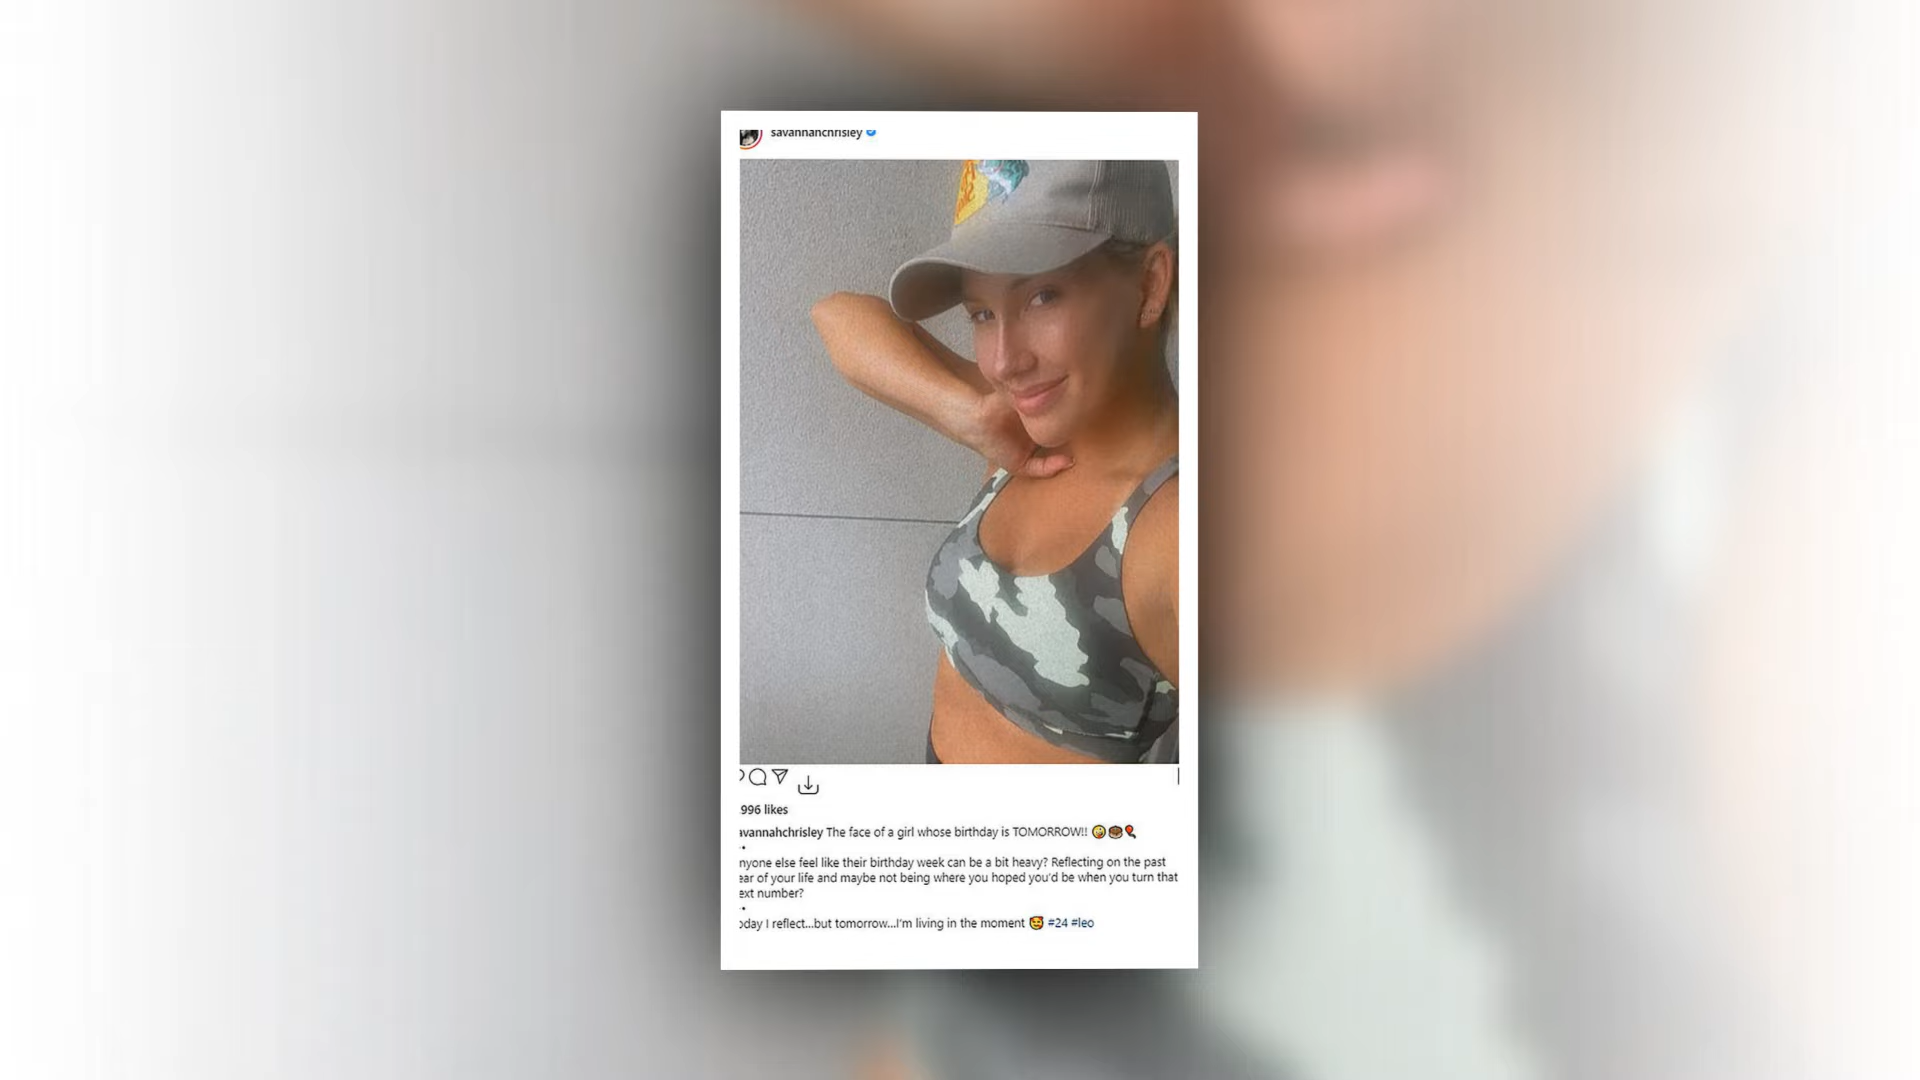 savannahchrisley
996 likes
avannahchrisley The face of a girl whose birthday is TOMORROW!! 🤪🎂🎈
nyone else feel like their birthday week can be a bit heavy? Reflecting on the past
ear of your life and maybe not being where you hoped you'd be when you turn that
ext number?
oday I reflect...but tomorrow...I'm living in the moment 🥰 #24 #leo